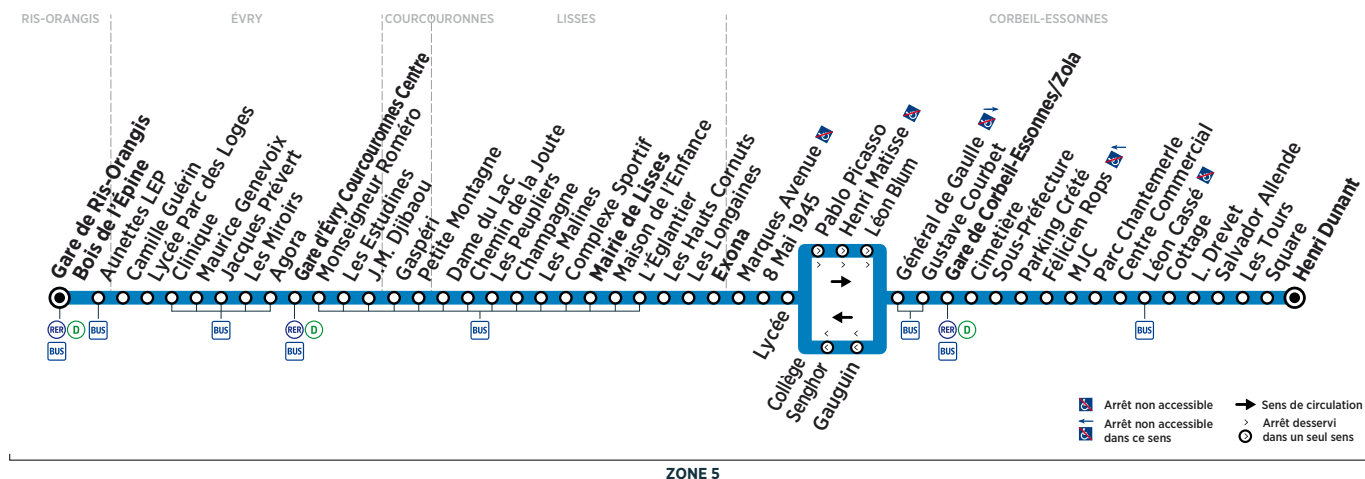 RIS-ORANGIS
ÉVRY
COURCOURONNES
LISSES
CORBEIL-ESSONNES
Gare de Ris-Orangis
Bois de l'Épine
Aunettes LEP
Camille Guérin
Lycée Parc des Loges
Clinique
Maurice Genevoix
Jacques Prévert
Les Miroirs
Agora
Gare d'Évry Courcouronnes Centre
Monseigneur Roméro
Les Estudines
J.M. Djibaou
Gaspéri
Petite Montagne
Dame du Lac
Chemin de la Joute
Les Peupliers
Champagne
Les Malines
Complexe Sportif
Mairie de Lisses
Maison de l'Enfance
L'Églantier
Les Hauts Cornuts
Les Longaines
Exona
Marques Avenue
8 Mai 1945
Lycée
Pablo Picasso
Henri Matisse
Léon Blum
Collège
Senghor
Gauguin
Général de Gaulle
Gustave Courbet
Gare de Corbeil-Essonnes/Zola
Cimetière
Sous-Préfecture
Parking Crété
Félicien Rops
MJC
Parc Chantemerle
Centre Commercial
Léon Cassé
Cottage
L. Drevet
Salvador Allende
Les Tours
Square
Henri Dunant
RER D
BUS
BUS
BUS
RER D
BUS
BUS
BUS
RER D
BUS
BUS
Arrêt non accessible
Arrêt non accessible
dans ce sens
Sens de circulation
Arrêt desservi
dans un seul sens
ZONE 5